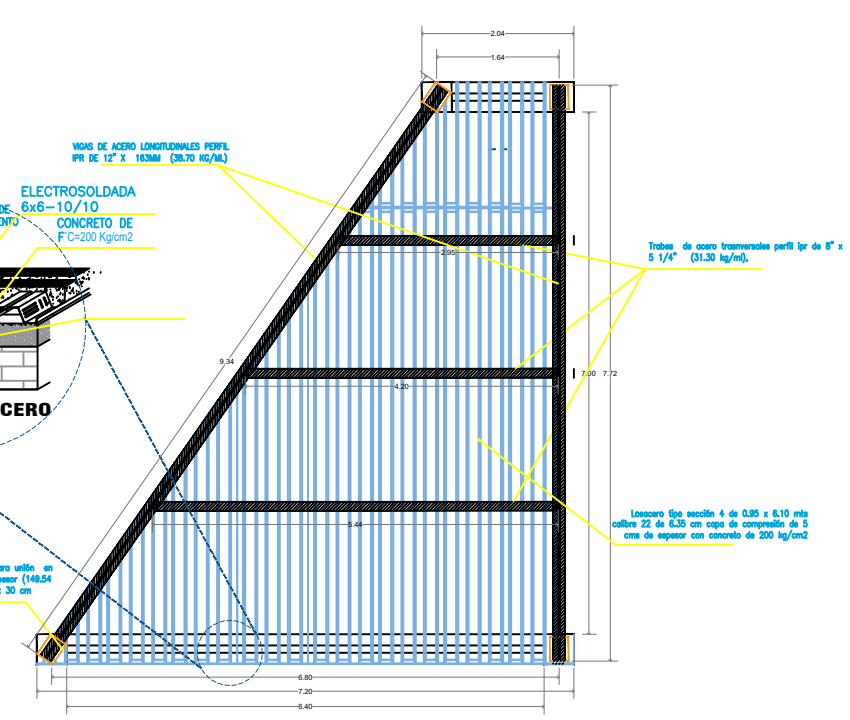 2.04
1.64
VIGAS DE ACERO LONGITUDINALES PERFIL
IPR DE 12" X 163MM (38.70 KG/ML)
ELECTROSOLDADA
DE 6x6-10/10
CONCRETO DE
F'C=200 Kg/cm2
Trabes de acero trasnversales perfil ipr de 8" x
5 1/4" (31.30 kg/ml),
2.95
9.34
4.20
7.00 7.72
CERO
5.44
Losacero tipo sección 4 de 0.95 x 6.10 mts
calibre 22 de 6.35 cm capa de compresión de 5
cms de espesor con concreto de 200 kg/cm2
ara unión en
esor (149.54
30 cm
6.80
7.20
6.40